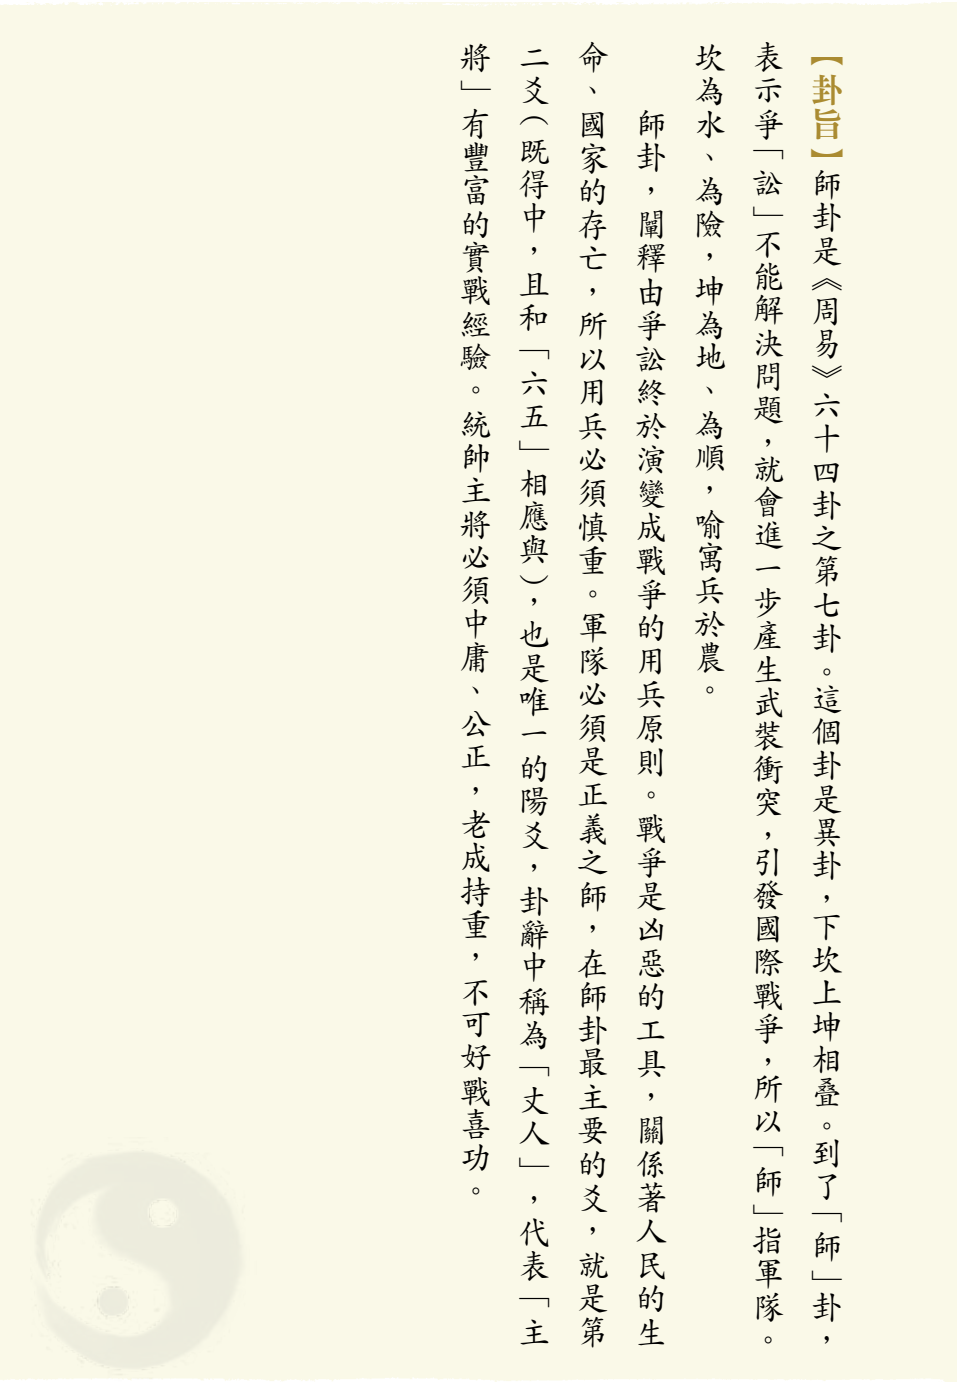 【卦旨】師卦是《周易》六十四卦之第七卦。這個卦是異卦，下坎上坤相疊。到了「師」卦，
表示爭「訟」不能解決問題，就會進一步產生武裝衝突，引發國際戰爭，所以「師」指軍隊。
坎為水、為險，坤為地、為順，喻寓兵於農。
師卦，闡釋由爭訟終於演變成戰爭的用兵原則。戰爭是凶惡的工具，關係著人民的生
命、國家的存亡，所以用兵必須慎重。軍隊必須是正義之師，在師卦最主要的爻，就是第
二爻（既得中，且和「六五」相應與），也是唯一的陽爻，卦辭中稱為「丈人」，代表「主
將」有豐富的實戰經驗。統帥主將必須中庸、公正，老成持重，不可好戰喜功。